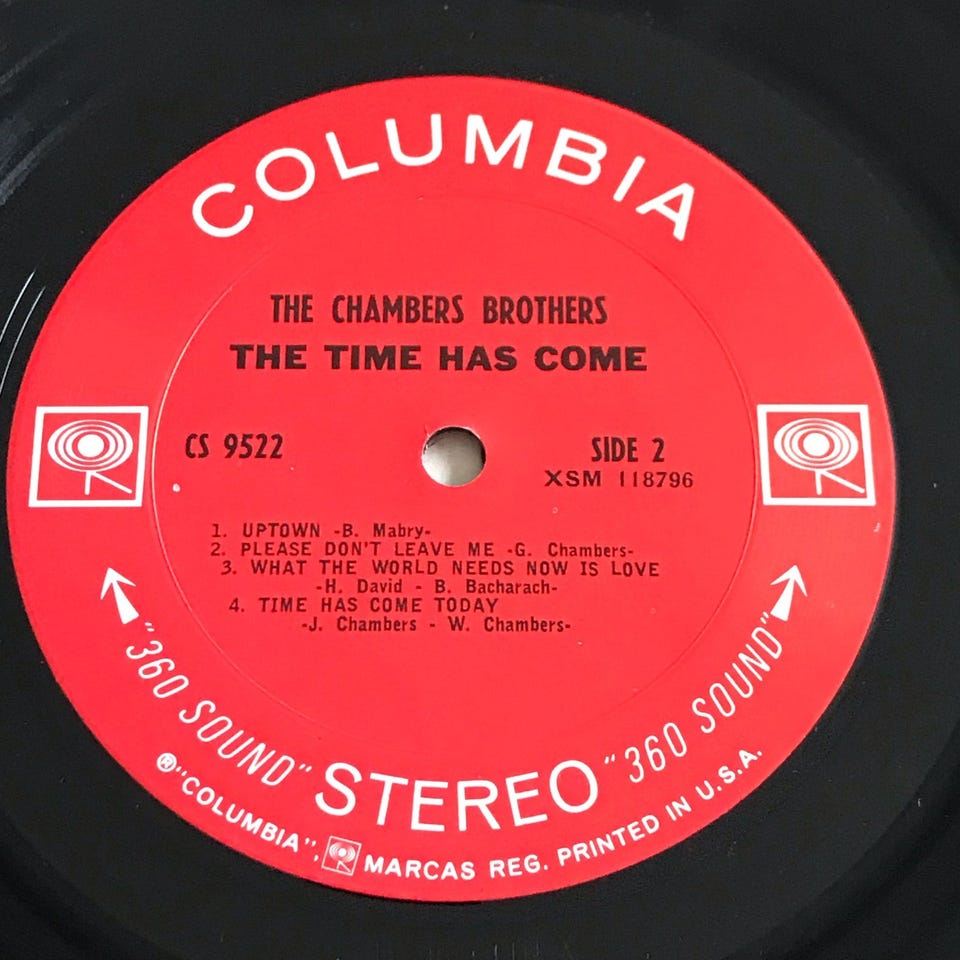 COLUMBIA
THE CHAMBERS BROTHERS
THE TIME HAS COME
CS 9522
SIDE 2
XSM 118796
1. UPTOWN -B. Mabry-
2. PLEASE DON'T LEAVE ME -G. Chambers-
3. WHAT THE WORLD NEEDS NOW IS LOVE
-H. David - B. Bacharach-
4. TIME HAS COME TODAY
-J. Chambers - W. Chambers-
"360 SOUND" STEREO "360 SOUND"
®"COLUMBIA", MARCAS REG. PRINTED IN U.S.A.